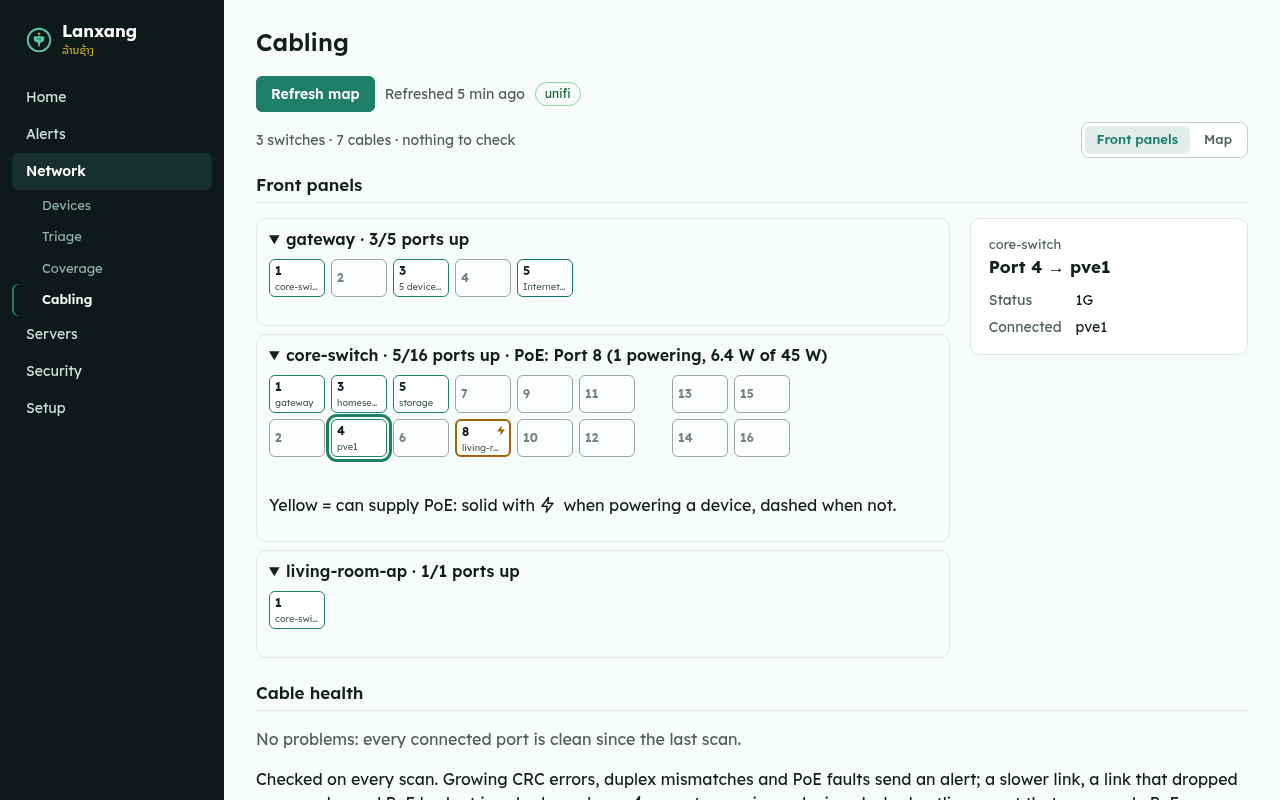 Lanxang
ລ້ານຊ້າງ
Home
Alerts
Network
Devices
Triage
Coverage
Cabling
Servers
Security
Setup
Cabling
Refresh map
Refreshed 5 min ago
unifi
3 switches · 7 cables · nothing to check
Front panels
Map
Front panels
▼ gateway · 3/5 ports up
1
core-swi…
2
3
5 device…
4
5
Internet…
▼ core-switch · 5/16 ports up · PoE: Port 8 (1 powering, 6.4 W of 45 W)
1
gateway
3
homese…
5
storage
7
9
11
13
15
2
4
pve1
6
8
living-r…
10
12
14
16
Yellow = can supply PoE: solid with when powering a device, dashed when not.
▼ living-room-ap · 1/1 ports up
1
core-swi…
core-switch
Port 4 → pve1
Status 1G
Connected pve1
Cable health
No problems: every connected port is clean since the last scan.
Checked on every scan. Growing CRC errors, duplex mismatches and PoE faults send an alert; a slower link, a link that dropped